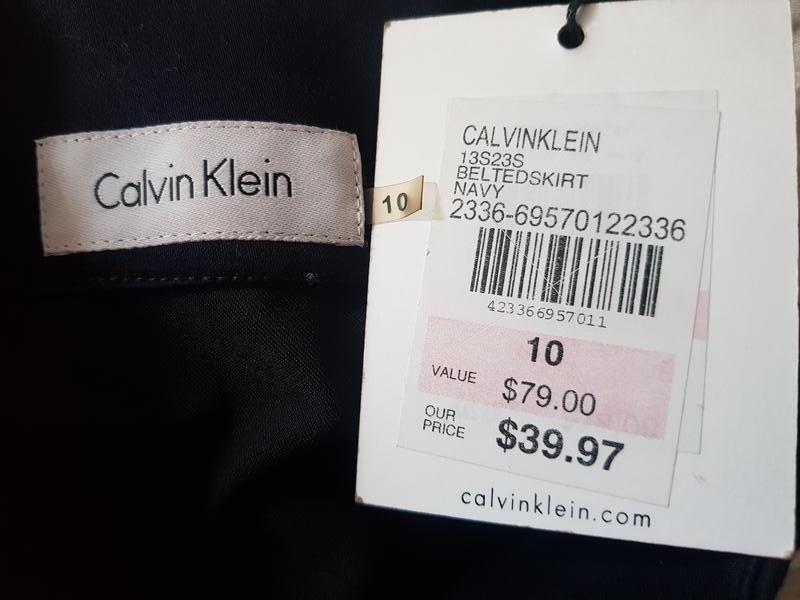 Calvin Klein
10
CALVINKLEIN
13S23S
BELTEDSKIRT
NAVY
2336-69570122336
423366957011
10
VALUE $79.00
OUR PRICE $39.97
calvinklein.com